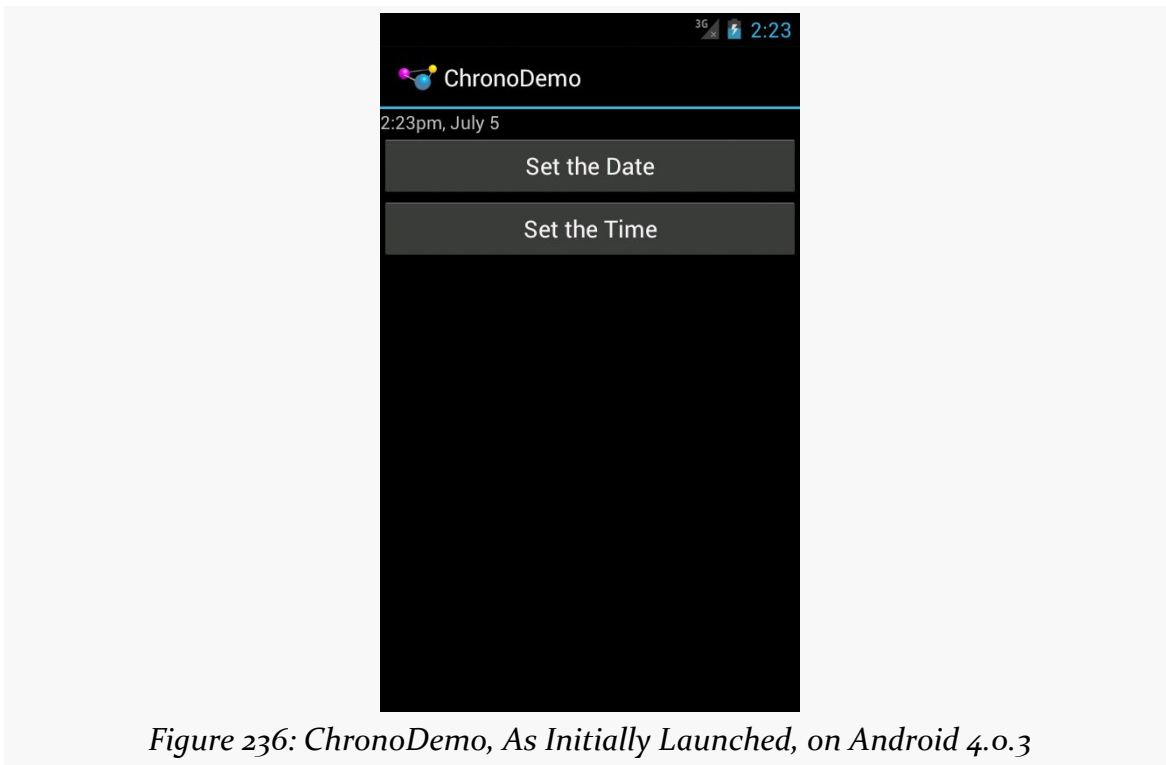 3G 2:23
ChronoDemo
2:23pm, July 5
Set the Date
Set the Time
Figure 236: ChronoDemo, As Initially Launched, on Android 4.0.3